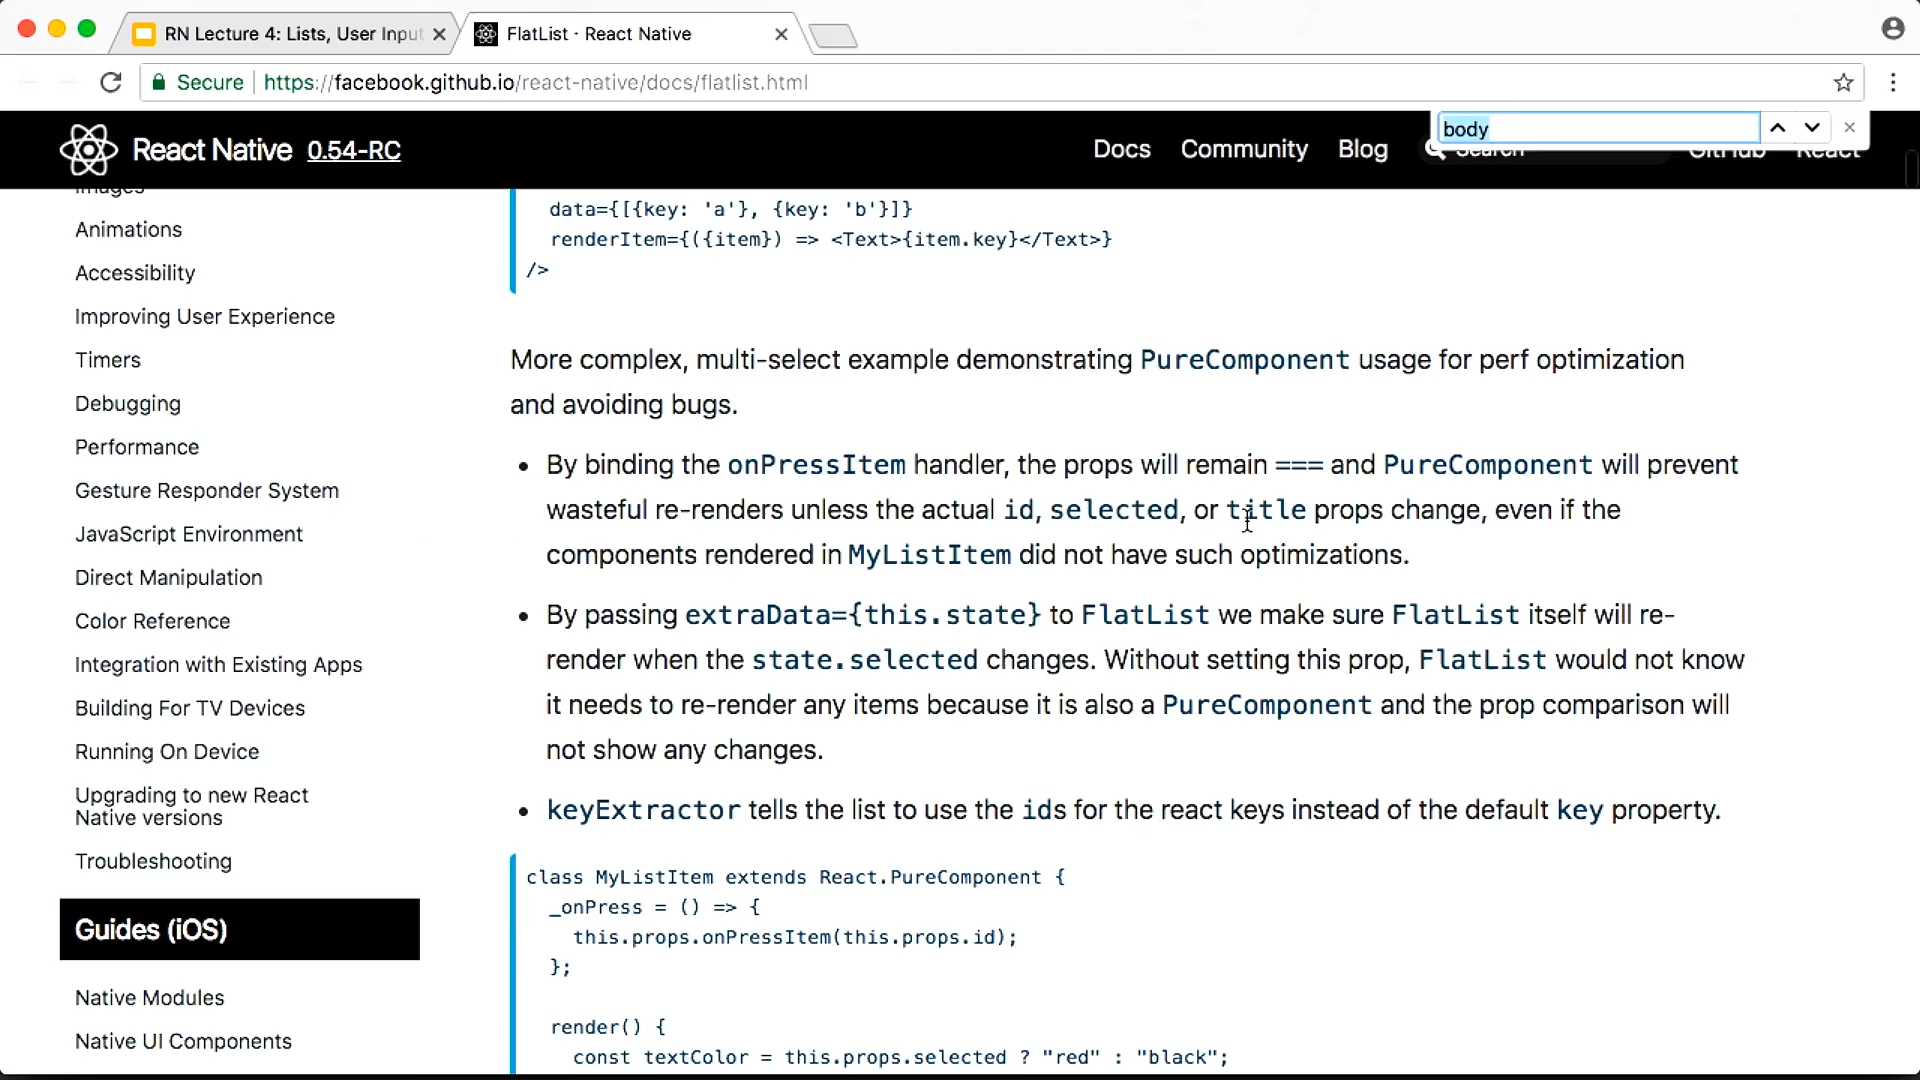 RN Lecture 4: Lists, User Input
FlatList · React Native
Secure https://facebook.github.io/react-native/docs/flatlist.html
body
React Native 0.54-RC
Docs Community Blog Search GitHub React
Images
Animations
Accessibility
Improving User Experience
Timers
Debugging
Performance
Gesture Responder System
JavaScript Environment
Direct Manipulation
Color Reference
Integration with Existing Apps
Building For TV Devices
Running On Device
Upgrading to new React
Native versions
Troubleshooting
Guides (iOS)
Native Modules
Native UI Components
data={[{key: 'a'}, {key: 'b'}]}
renderItem={({item}) => <Text>{item.key}</Text>}
/>
More complex, multi-select example demonstrating PureComponent usage for perf optimization
and avoiding bugs.
• By binding the onPressItem handler, the props will remain === and PureComponent will prevent
wasteful re-renders unless the actual id, selected, or title props change, even if the
components rendered in MyListItem did not have such optimizations.
• By passing extraData={this.state} to FlatList we make sure FlatList itself will re-
render when the state.selected changes. Without setting this prop, FlatList would not know
it needs to re-render any items because it is also a PureComponent and the prop comparison will
not show any changes.
• keyExtractor tells the list to use the ids for the react keys instead of the default key property.
class MyListItem extends React.PureComponent {
_onPress = () => {
this.props.onPressItem(this.props.id);
};
render() {
const textColor = this.props.selected ? "red" : "black";